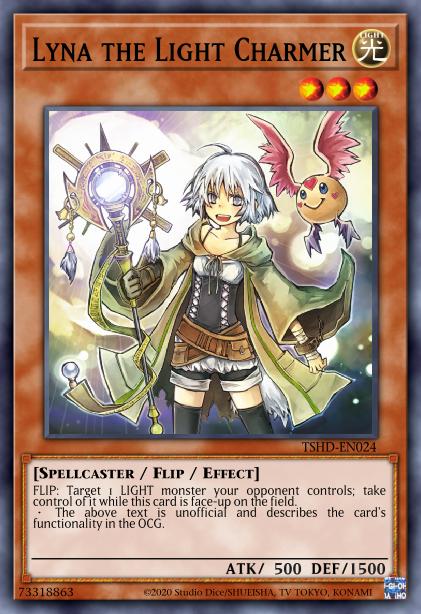 LYNA THE LIGHT CHARMER
LIGHT
光
TSHD-EN024
[SPELLCASTER / FLIP / EFFECT]
FLIP: Target 1 LIGHT monster your opponent controls; take
control of it while this card is face-up on the field.
· The above text is unofficial and describes the card's
functionality in the OCG.
ATK/ 500 DEF/1500
73318863
©2020 Studio Dice/SHUEISHA, TV TOKYO, KONAMI